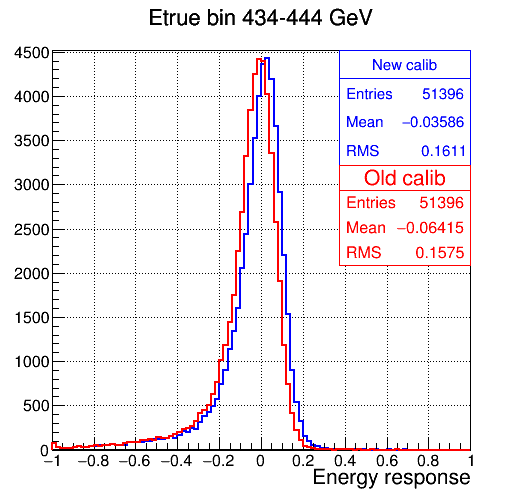 Etrue bin 434-444 GeV
New calib
Entries 51396
Mean −0.03586
RMS 0.1611
Old calib
Entries 51396
Mean −0.06415
RMS 0.1575
4500
4000
3500
3000
2500
2000
1500
1000
500
0
−1 −0.8 −0.6 −0.4 −0.2 0 0.2 0.4 0.6 0.8 1
Energy response